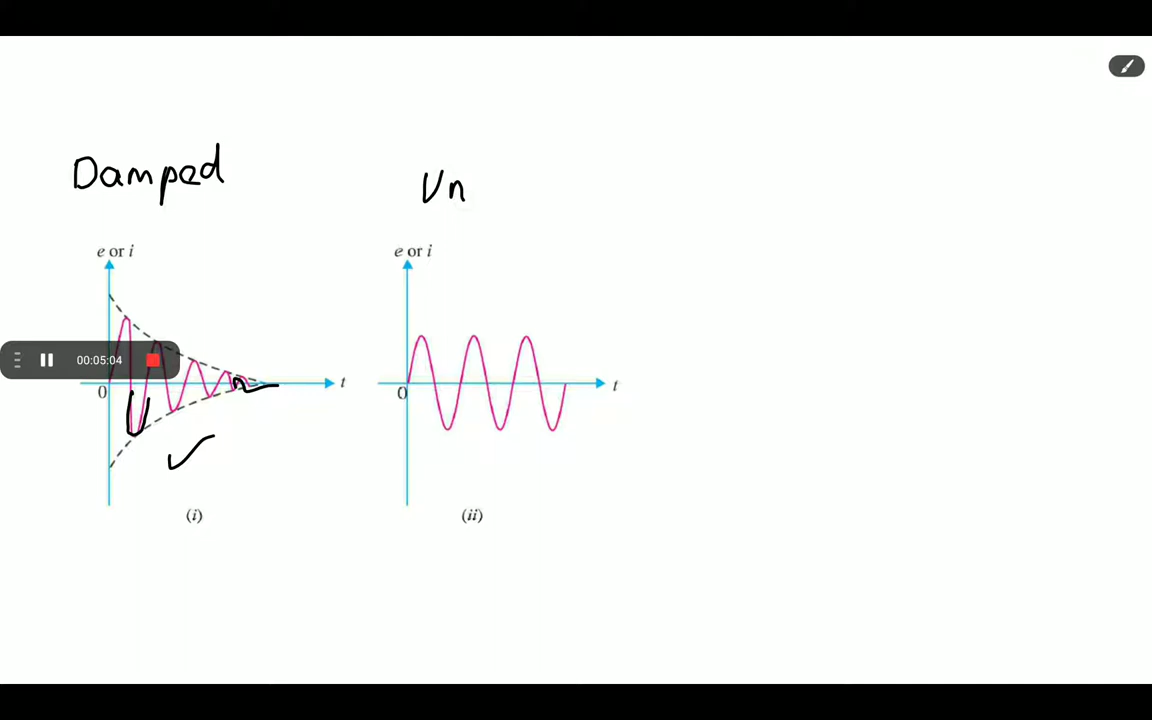 Damped
Un
e or i
e or i
00:05:04
0
t
0
t
(i)
(ii)